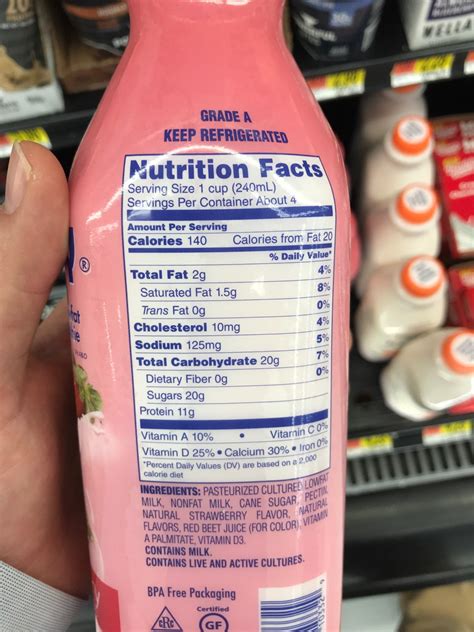 GRADE A
KEEP REFRIGERATED
Nutrition Facts
Serving Size 1 cup (240mL)
Servings Per Container About 4
Amount Per Serving
Calories 140 Calories from Fat 20
% Daily Value*
Total Fat 2g 4%
Saturated Fat 1.5g 8%
Trans Fat 0g 0%
Cholesterol 10mg 4%
Sodium 125mg 5%
Total Carbohydrate 20g 7%
Dietary Fiber 0g 0%
Sugars 20g
Protein 11g
Vitamin A 10% • Vitamin C 0%
Vitamin D 25% • Calcium 30% • Iron 0%
*Percent Daily Values (DV) are based on a 2,000
calorie diet
INGREDIENTS: PASTEURIZED CULTURED LOWFAT
MILK, NONFAT MILK, CANE SUGAR, PECTIN,
NATURAL STRAWBERRY FLAVOR, NATURAL
FLAVORS, RED BEET JUICE (FOR COLOR), VITAMIN
A PALMITATE, VITAMIN D3.
CONTAINS MILK.
CONTAINS LIVE AND ACTIVE CULTURES.
BPA Free Packaging
CRC
Certified
GF